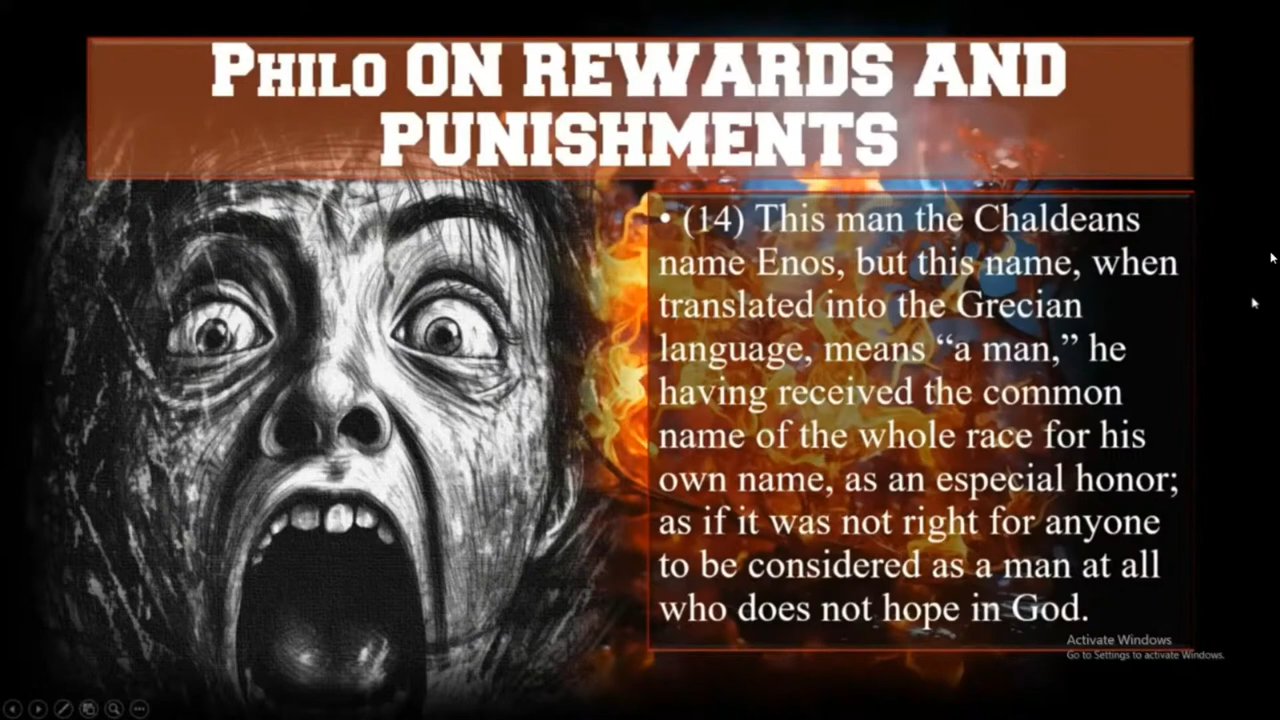 PHILO ON REWARDS AND
PUNISHMENTS
• (14) This man the Chaldeans
name Enos, but this name, when
translated into the Grecian
language, means “a man,” he
having received the common
name of the whole race for his
own name, as an especial honor;
as if it was not right for anyone
to be considered as a man at all
who does not hope in God.
Activate Windows
Go to Settings to activate Windows.